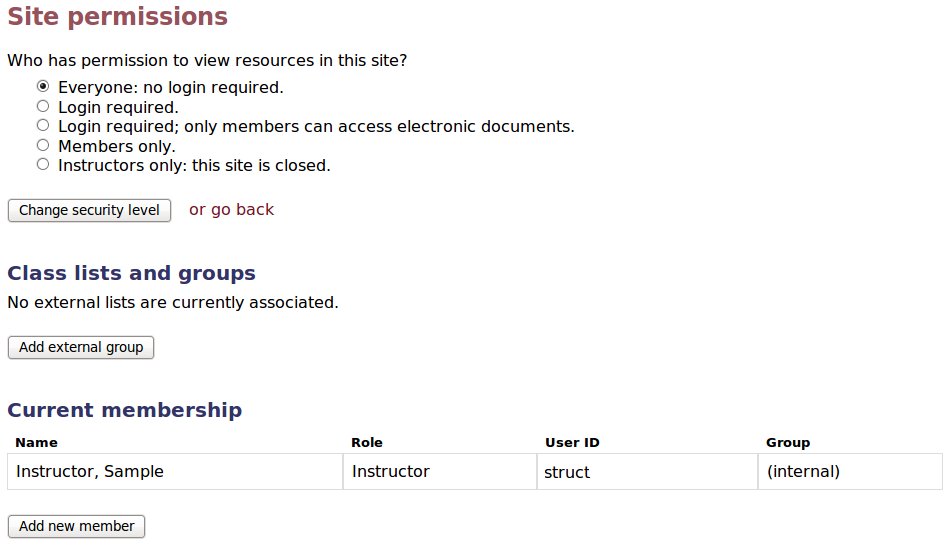 Site permissions
Who has permission to view resources in this site?
Everyone: no login required.
Login required.
Login required; only members can access electronic documents.
Members only.
Instructors only: this site is closed.
Change security level or go back
Class lists and groups
No external lists are currently associated.
Add external group
Current membership
Name Role User ID Group
Instructor, Sample Instructor struct (internal)
Add new member